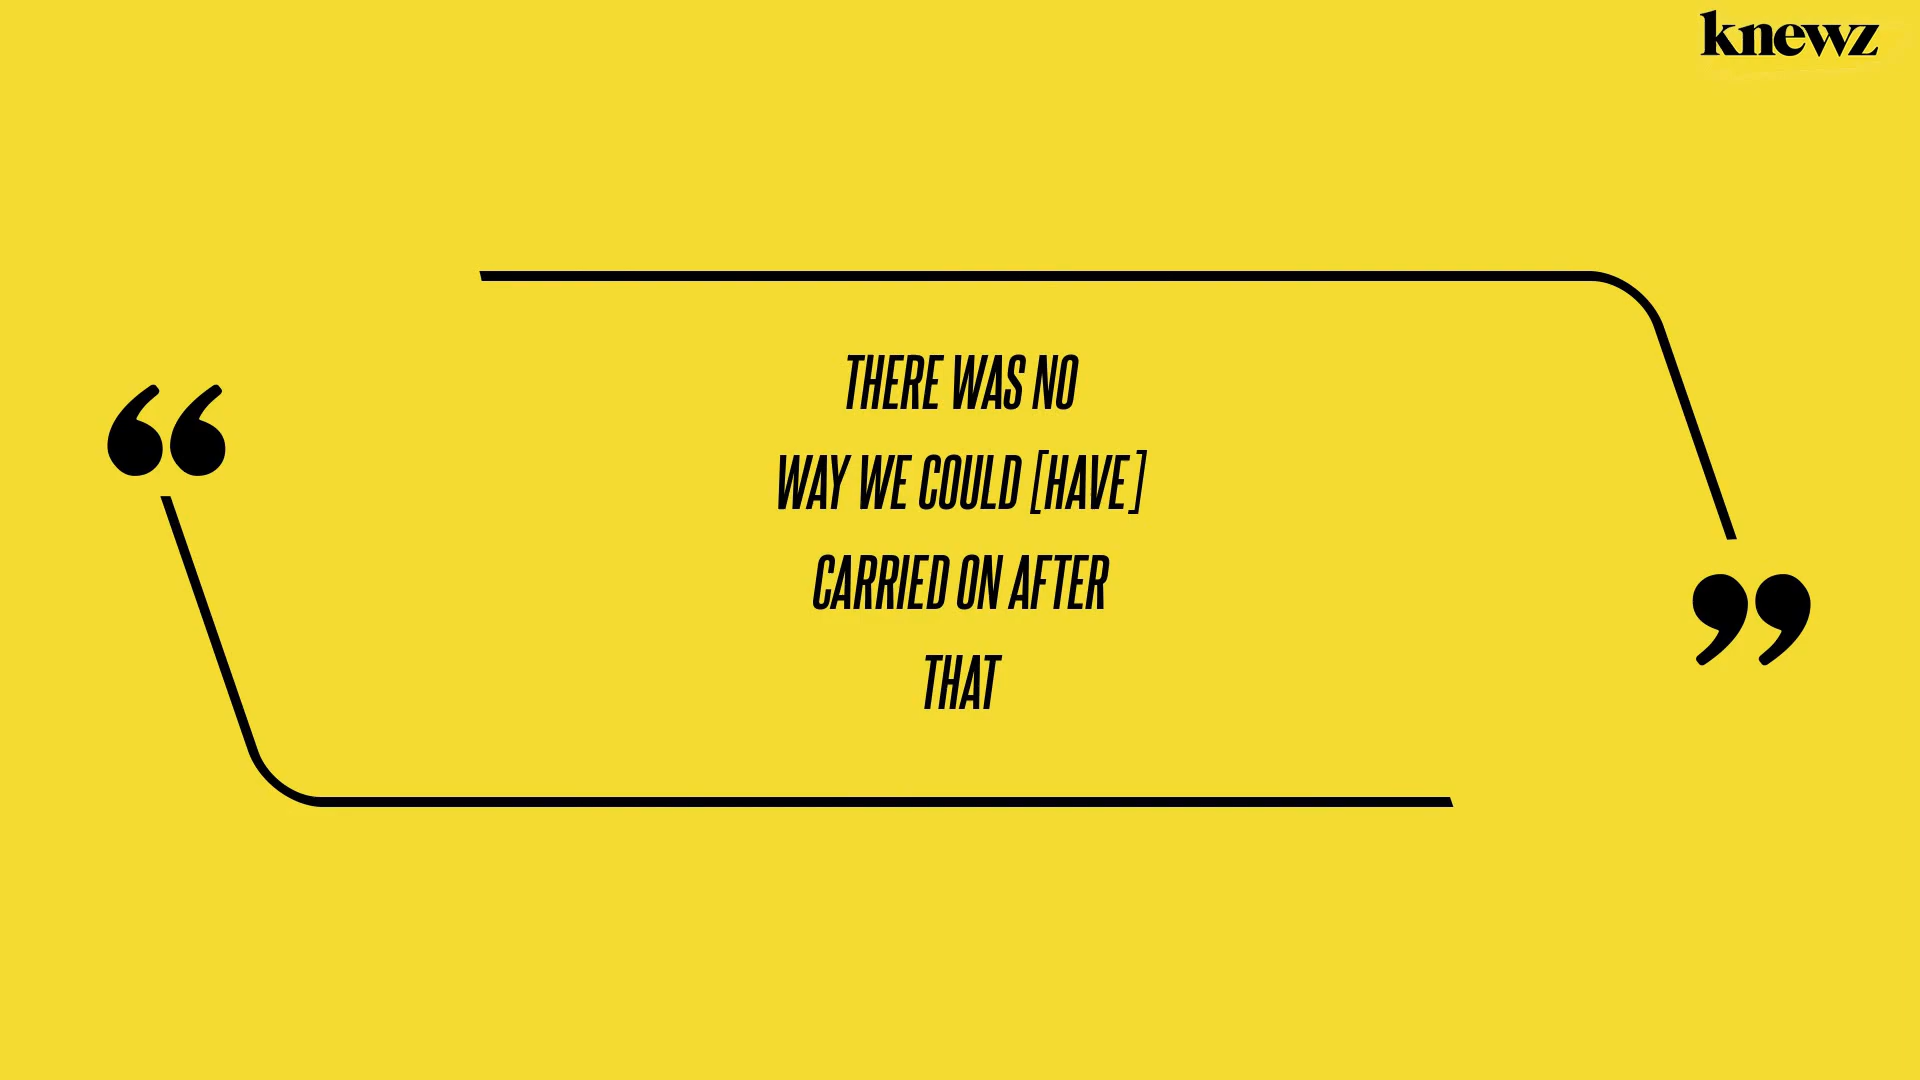 knewz
“
THERE WAS NO
WAY WE COULD [HAVE]
CARRIED ON AFTER
THAT
”